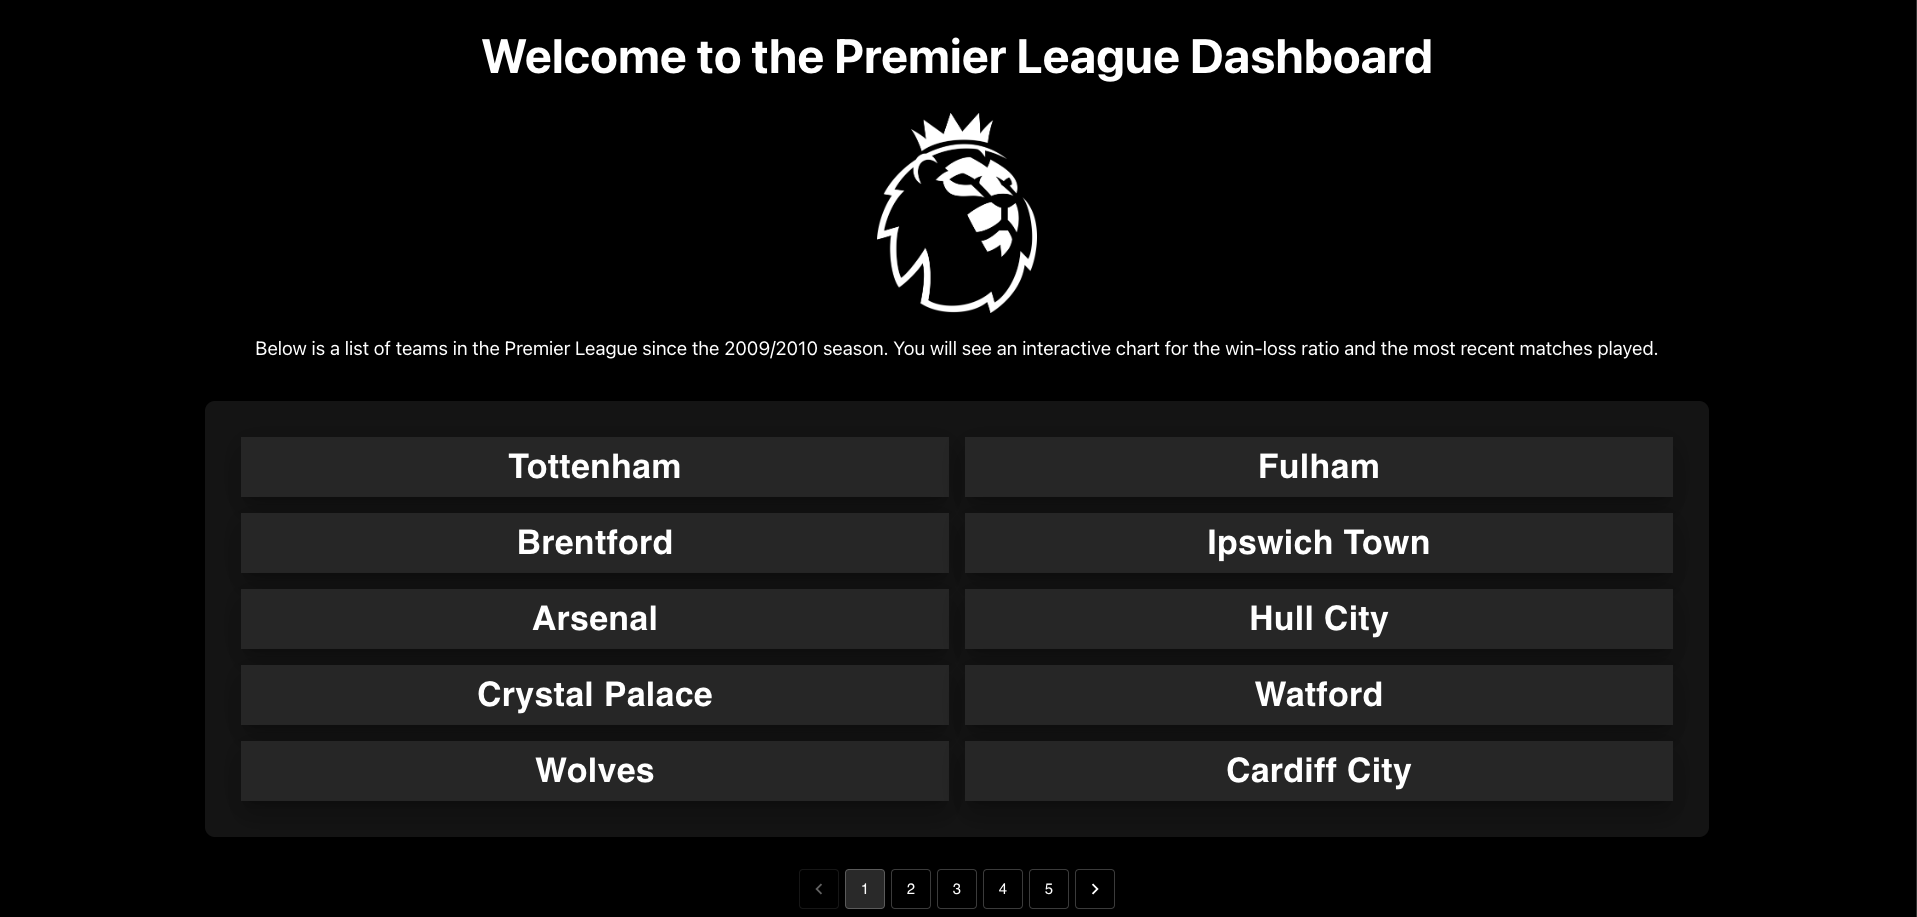 Welcome to the Premier League Dashboard
Below is a list of teams in the Premier League since the 2009/2010 season. You will see an interactive chart for the win-loss ratio and the most recent matches played.
Tottenham
Fulham
Brentford
Ipswich Town
Arsenal
Hull City
Crystal Palace
Watford
Wolves
Cardiff City
1 2 3 4 5